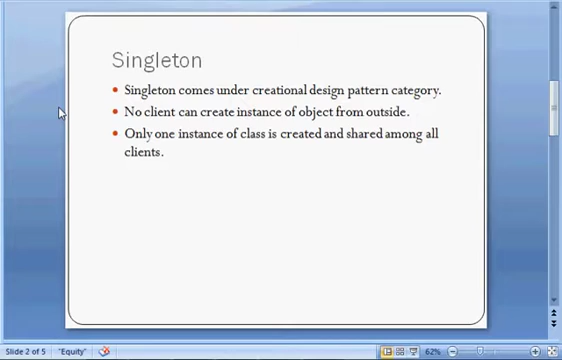 Singleton
• Singleton comes under creational design pattern category.
• No client can create instance of object from outside.
• Only one instance of class is created and shared among all
clients.
Slide 2 of 5 "Equity" 62%